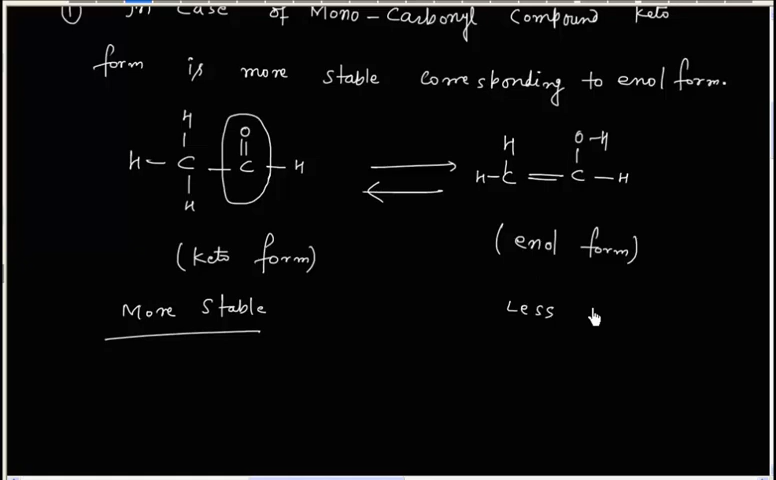 ① In case of Mono-Carbonyl Compound keto
form is more stable corresponding to enol form.
H
O
H - C - C - H
H
H
O-H
H-C = C - H
(keto form)
(enol form)
More Stable
Less